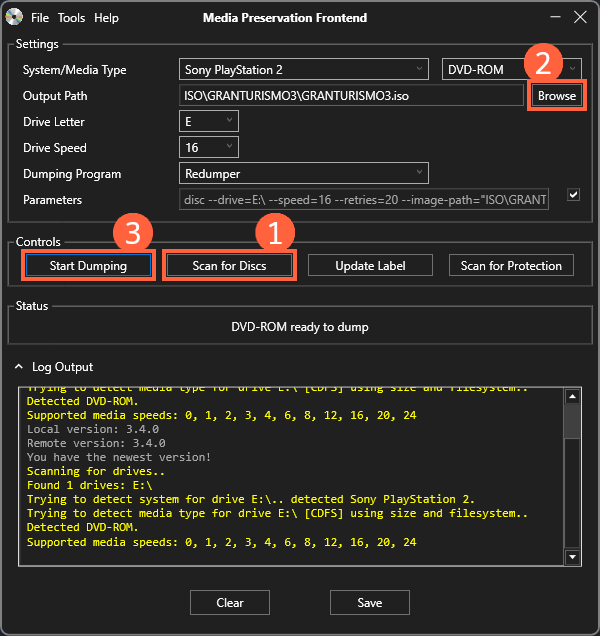 File Tools Help Media Preservation Frontend
Settings
2
System/Media Type Sony PlayStation 2 DVD-ROM
Output Path ISO\GRANTURISMO3\GRANTURISMO3.iso Browse
Drive Letter E
Drive Speed 16
Dumping Program Redumper
Parameters disc --drive=E:\ --speed=16 --retries=20 --image-path="ISO\GRANT
3 1
Controls
Start Dumping Scan for Discs Update Label Scan for Protection
Status
DVD-ROM ready to dump
Log Output
Trying to detect media type for drive E:\ [CDFS] using size and filesystem..
Detected DVD-ROM.
Supported media speeds: 0, 1, 2, 3, 4, 6, 8, 12, 16, 20, 24
Local version: 3.4.0
Remote version: 3.4.0
You have the newest version!
Scanning for drives..
Found 1 drives: E:\
Trying to detect system for drive E:\.. detected Sony PlayStation 2.
Trying to detect media type for drive E:\ [CDFS] using size and filesystem..
Detected DVD-ROM.
Supported media speeds: 0, 1, 2, 3, 4, 6, 8, 12, 16, 20, 24
Clear Save